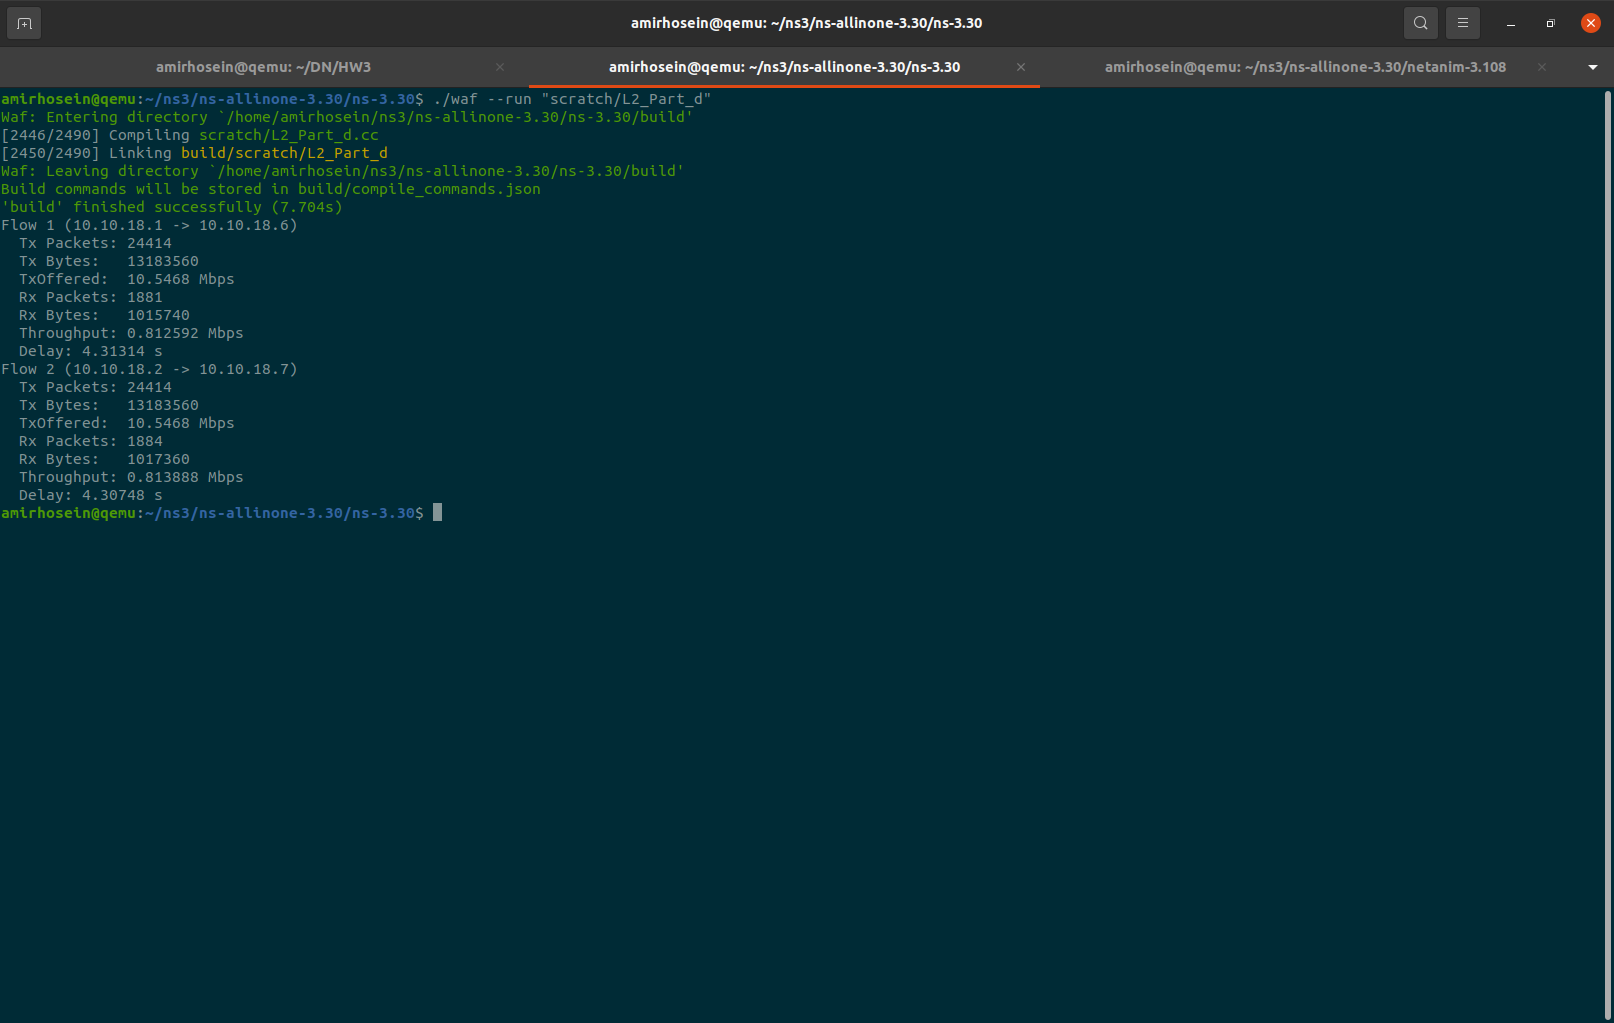 amirhosein@qemu: ~/ns3/ns-allinone-3.30/ns-3.30
amirhosein@qemu: ~/DN/HW3
amirhosein@qemu: ~/ns3/ns-allinone-3.30/ns-3.30
amirhosein@qemu: ~/ns3/ns-allinone-3.30/netanim-3.108
amirhosein@qemu:~/ns3/ns-allinone-3.30/ns-3.30$ ./waf --run "scratch/L2_Part_d"
Waf: Entering directory `/home/amirhosein/ns3/ns-allinone-3.30/ns-3.30/build'
[2446/2490] Compiling scratch/L2_Part_d.cc
[2450/2490] Linking build/scratch/L2_Part_d
Waf: Leaving directory `/home/amirhosein/ns3/ns-allinone-3.30/ns-3.30/build'
Build commands will be stored in build/compile_commands.json
'build' finished successfully (7.704s)
Flow 1 (10.10.18.1 -> 10.10.18.6)
  Tx Packets: 24414
  Tx Bytes:   13183560
  TxOffered:  10.5468 Mbps
  Rx Packets: 1881
  Rx Bytes:   1015740
  Throughput: 0.812592 Mbps
  Delay: 4.31314 s
Flow 2 (10.10.18.2 -> 10.10.18.7)
  Tx Packets: 24414
  Tx Bytes:   13183560
  TxOffered:  10.5468 Mbps
  Rx Packets: 1884
  Rx Bytes:   1017360
  Throughput: 0.813888 Mbps
  Delay: 4.30748 s
amirhosein@qemu:~/ns3/ns-allinone-3.30/ns-3.30$